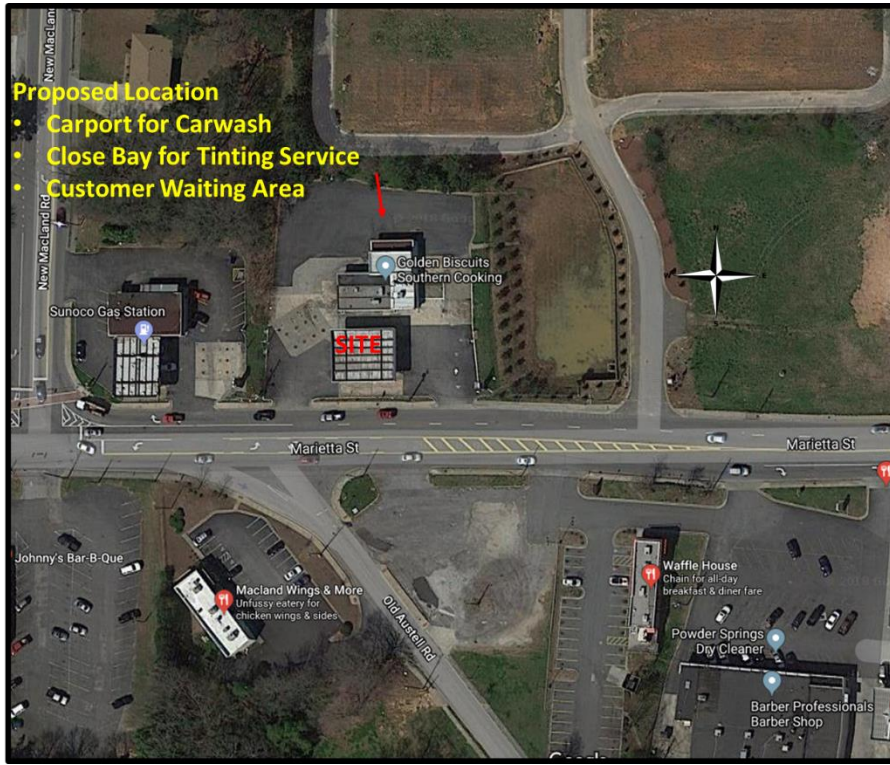 New MacLand
Proposed Location
• Carport for Carwash
• Close Bay for Tinting Service
• Customer Waiting Area
New MacLand Rd
Golden Biscuits
Southern Cooking
Sunoco Gas Station
SITE
Marietta St
Marietta St
Johnny's Bar-B-Que
Macland Wings & More
Unfussy eatery for
chicken wings & sides
Old Austell Rd
Waffle House
Chain for all-day
breakfast & diner fare
Powder Springs
Dry Cleaner
Barber Professionals
Barber Shop
Google